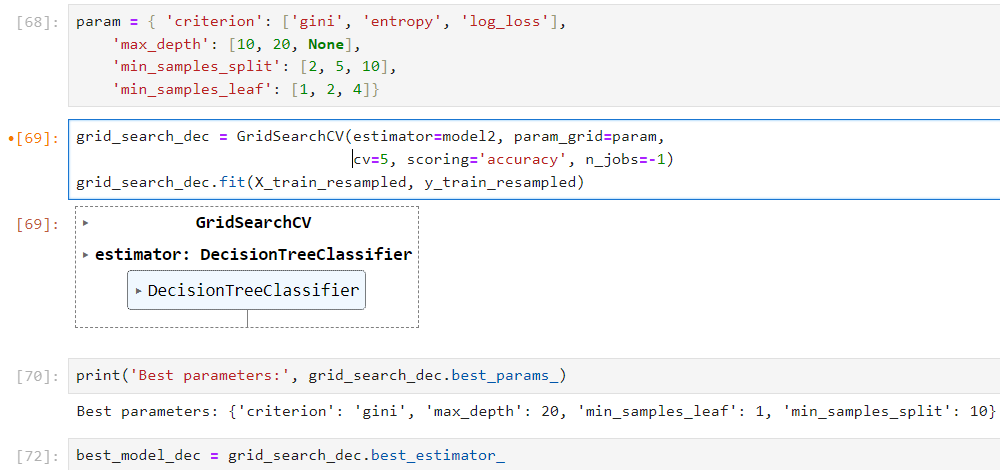 [68]: param = { 'criterion': ['gini', 'entropy', 'log_loss'],
'max_depth': [10, 20, None],
'min_samples_split': [2, 5, 10],
'min_samples_leaf': [1, 2, 4]}
[69]: grid_search_dec = GridSearchCV(estimator=model2, param_grid=param,
cv=5, scoring='accuracy', n_jobs=-1)
grid_search_dec.fit(X_train_resampled, y_train_resampled)
[69]: GridSearchCV
estimator: DecisionTreeClassifier
DecisionTreeClassifier
[70]: print('Best parameters:', grid_search_dec.best_params_)
Best parameters: {'criterion': 'gini', 'max_depth': 20, 'min_samples_leaf': 1, 'min_samples_split': 10}
[72]: best_model_dec = grid_search_dec.best_estimator_